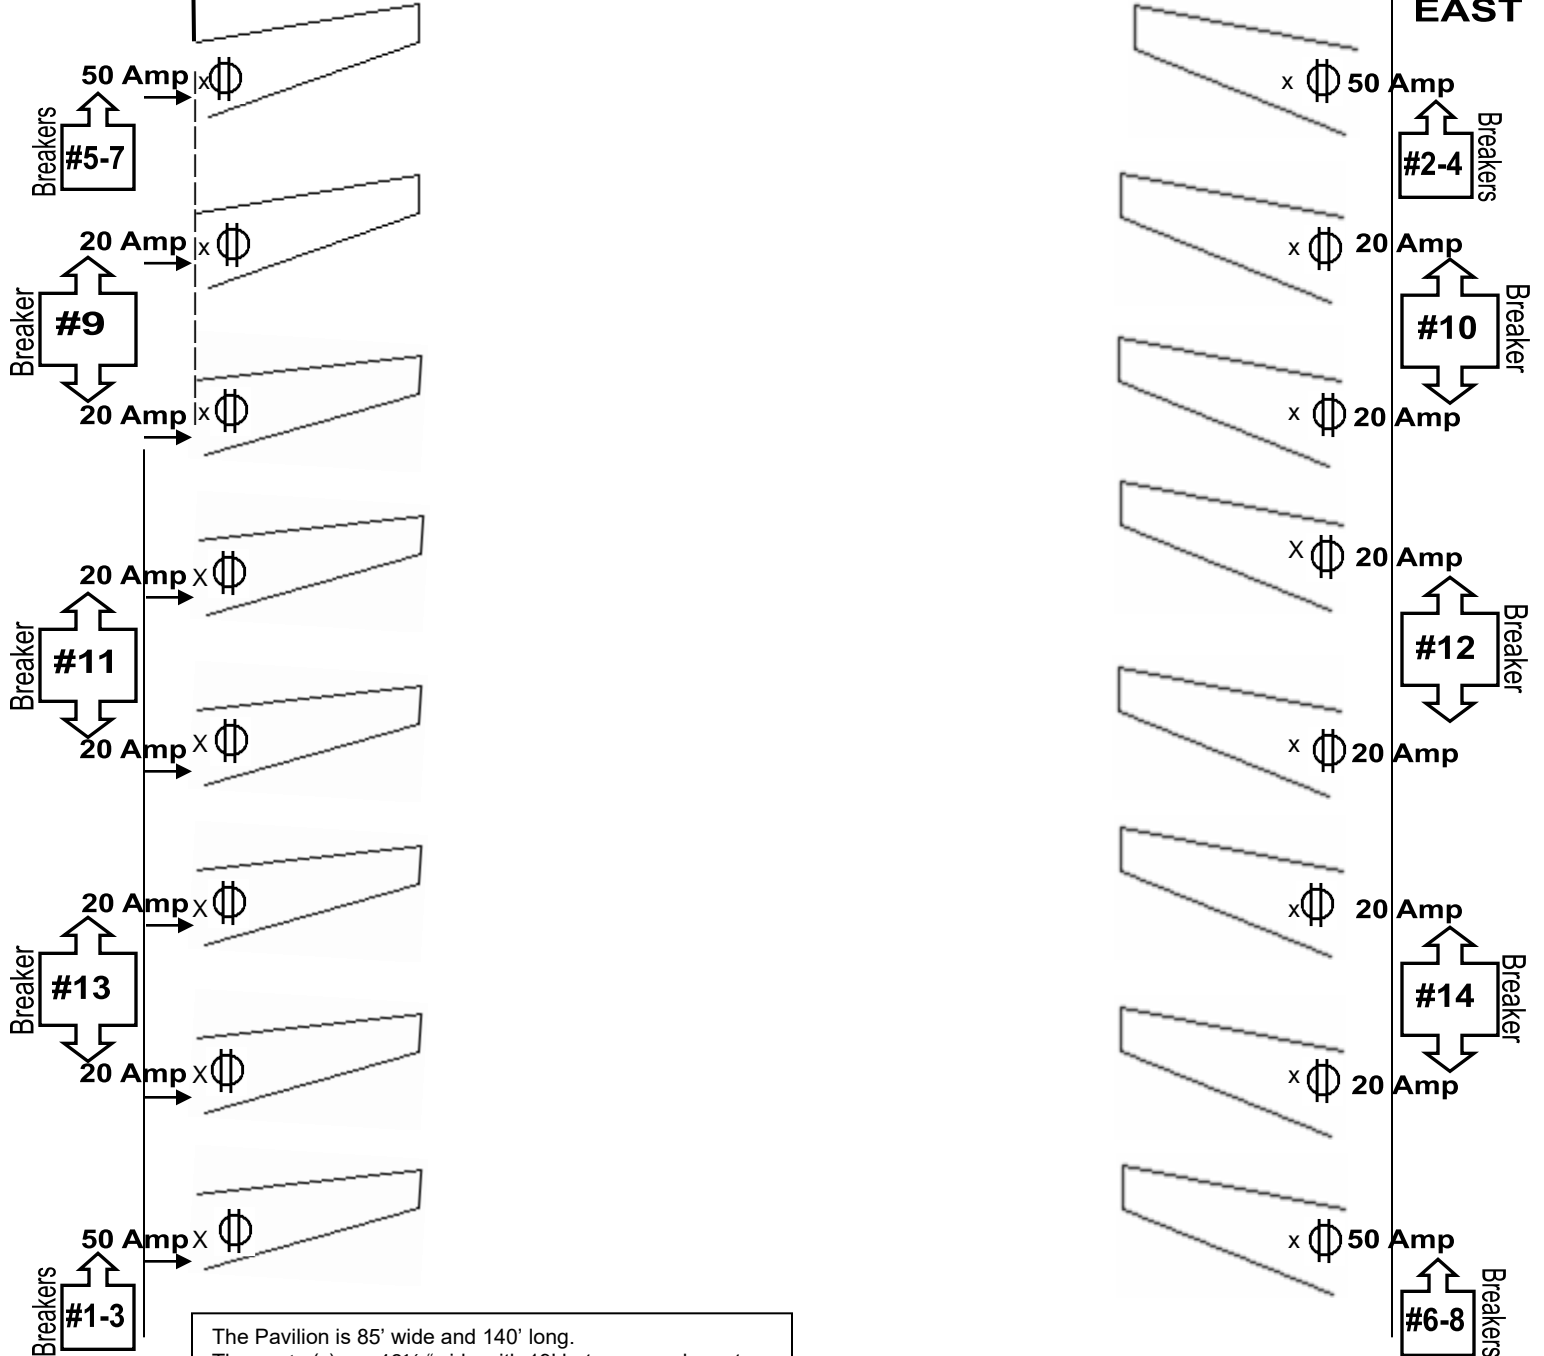 EAST
50 Amp x
x 50 Amp
Breakers
#5-7
#2-4
Breakers
20 Amp x
x 20 Amp
Breaker
#9
#10
Breaker
20 Amp x
x 20 Amp
20 Amp X
X 20 Amp
Breaker
#11
#12
Breaker
20 Amp X
x 20 Amp
20 Amp X
x 20 Amp
Breaker
#13
#14
Breaker
20 Amp X
x 20 Amp
50 Amp X
x 50 Amp
Breakers
#1-3
#6-8
Breakers
The Pavilion is 85’ wide and 140’ long.